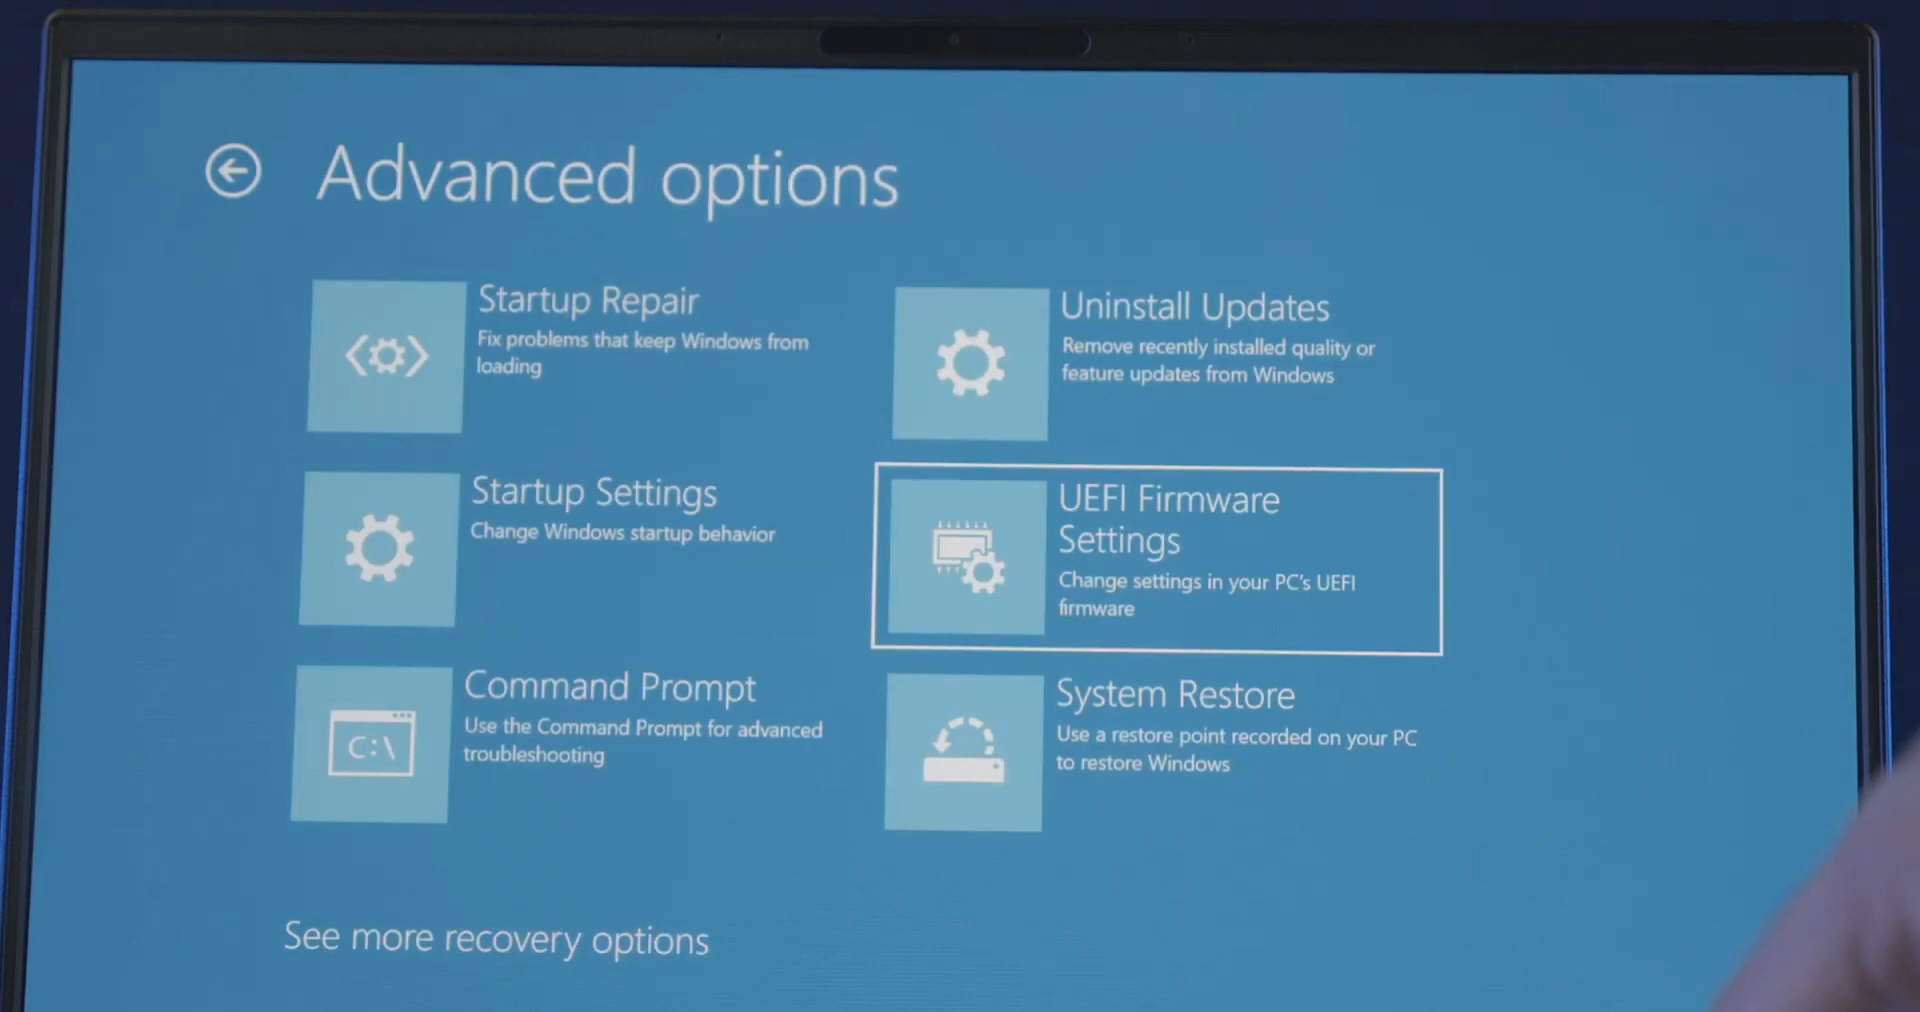 Advanced options
Startup Repair
Fix problems that keep Windows from
loading
Uninstall Updates
Remove recently installed quality or
feature updates from Windows
Startup Settings
Change Windows startup behavior
UEFI Firmware
Settings
Change settings in your PC's UEFI
firmware
Command Prompt
Use the Command Prompt for advanced
troubleshooting
C:\
System Restore
Use a restore point recorded on your PC
to restore Windows
See more recovery options